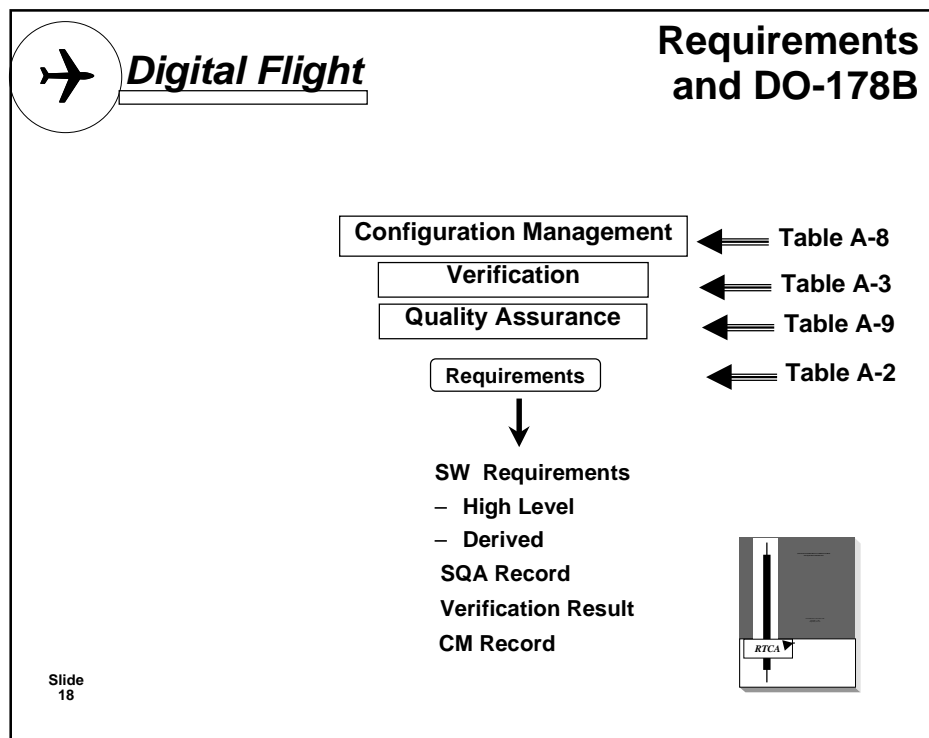 Digital Flight
Requirements
and DO-178B
Configuration Management
Table A-8
Verification
Table A-3
Quality Assurance
Table A-9
Requirements
Table A-2
SW Requirements
– High Level
– Derived
SQA Record
Verification Result
CM Record
RTCA
Slide
18